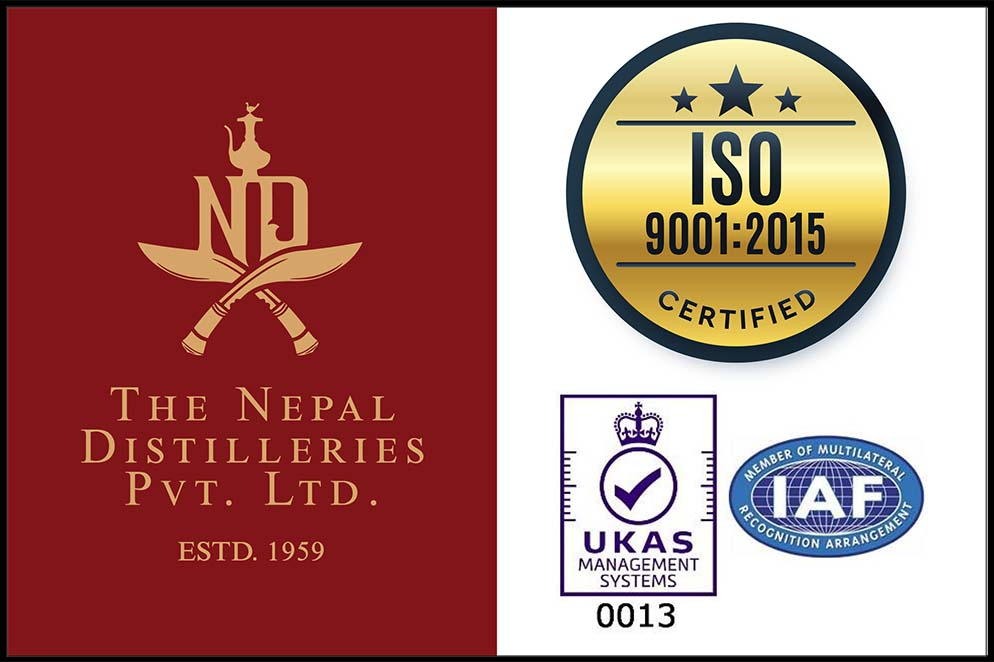 ND
THE NEPAL
DISTILLERIES
PVT. LTD.
ESTD. 1959
ISO
9001:2015
CERTIFIED
UKAS
MANAGEMENT
SYSTEMS
0013
MEMBER OF MULTILATERAL
IAF
RECOGNITION ARRANGEMENT